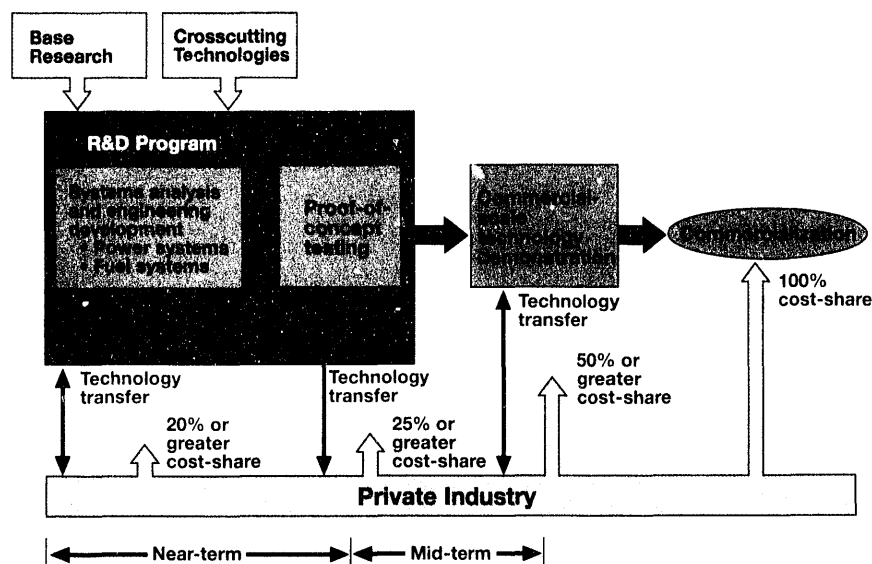 Base
Research
Crosscutting
Technologies
R&D Program
Systems analysis
and engineering
development
• Power systems
• Fuel systems
Proof-of-
concept
testing
Commercial-
scale
technology
demonstration
Commercialization
100%
cost-share
Technology
transfer
50% or
greater
cost-share
Technology
transfer
Technology
transfer
20% or
greater
cost-share
25% or
greater
cost-share
Private Industry
Near-term
Mid-term